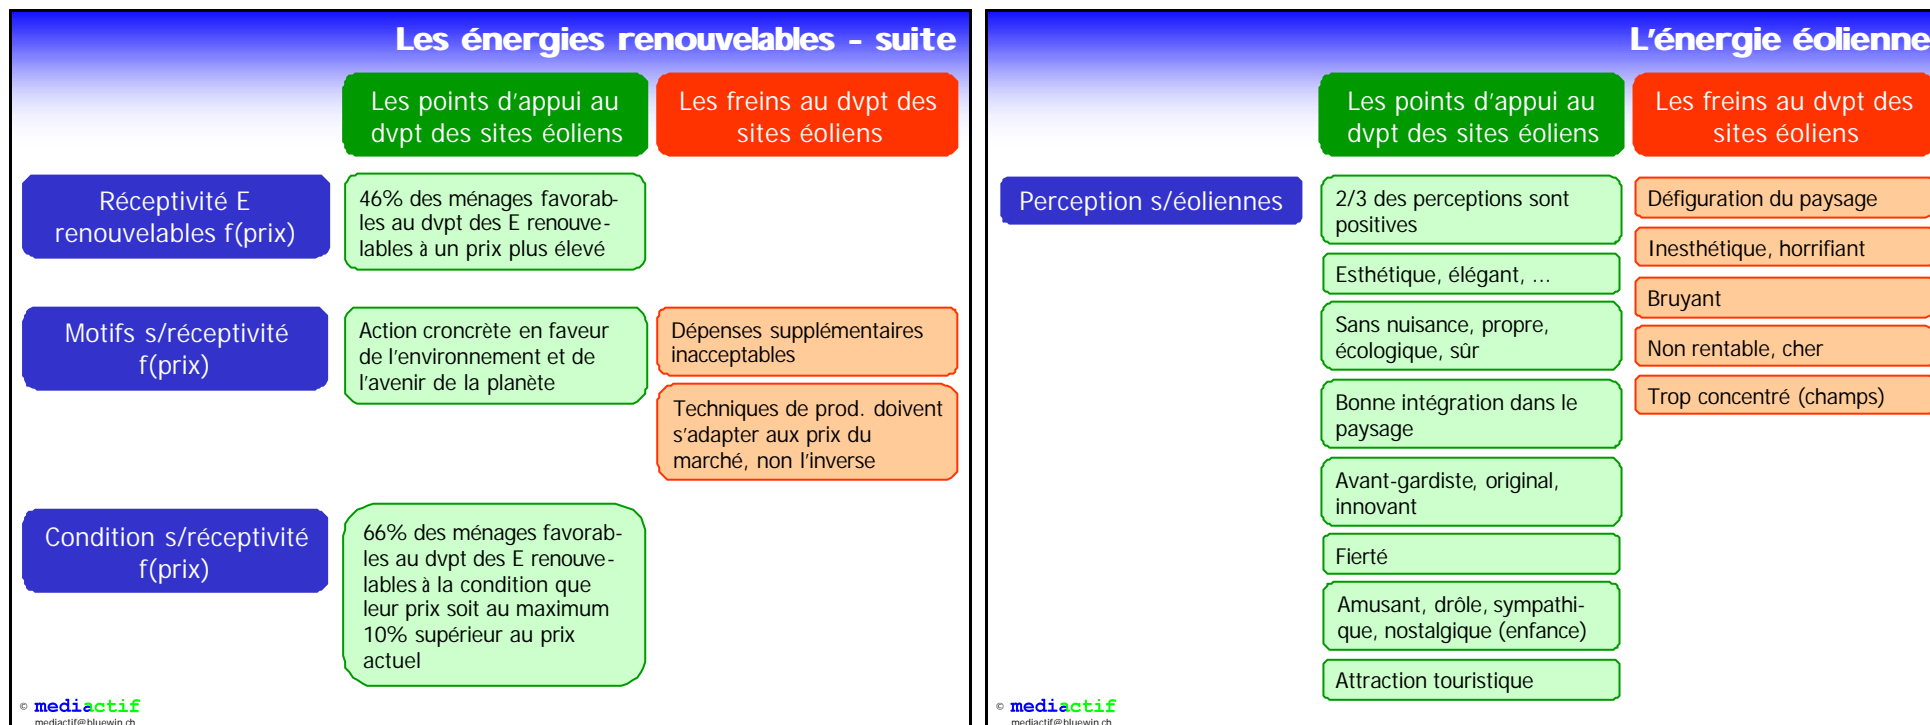 Les énergies renouvelables - suite
Les points d'appui au
dvpt des sites éoliens
Les freins au dvpt des
sites éoliens
Réceptivité E
renouvelables f(prix)
46% des ménages favorab-
les au dvpt des E renouve-
lables à un prix plus élevé
Motifs s/réceptivité
f(prix)
Action croncrète en faveur
de l'environnement et de
l'avenir de la planète
Dépenses supplémentaires
inacceptables
Techniques de prod. doivent
s'adapter aux prix du
marché, non l'inverse
Condition s/réceptivité
f(prix)
66% des ménages favorab-
les au dvpt des E renouve-
lables à la condition que
leur prix soit au maximum
10% supérieur au prix
actuel
© mediactif
mediactif@bluewin.ch
L'énergie éolienne
Les points d'appui au
dvpt des sites éoliens
Les freins au dvpt des
sites éoliens
Perception s/éoliennes
2/3 des perceptions sont
positives
Esthétique, élégant, ...
Sans nuisance, propre,
écologique, sûr
Bonne intégration dans le
paysage
Avant-gardiste, original,
innovant
Fierté
Amusant, drôle, sympathi-
que, nostalgique (enfance)
Attraction touristique
Défiguration du paysage
Inesthétique, horrifiant
Bruyant
Non rentable, cher
Trop concentré (champs)
© mediactif
mediactif@bluewin.ch